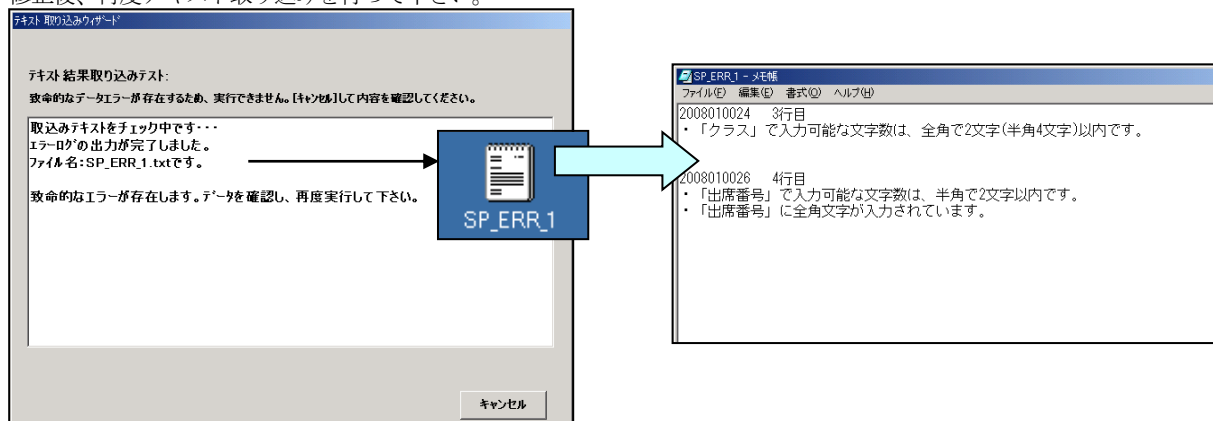 修正後、再度テキスト取り込みを行って下さい。
ﾃｷｽﾄ 取り込みｳｨｻﾞｰﾄﾞ
ﾃｷｽﾄ 結果取り込みﾃｽﾄ:
致命的なデータエラーが存在するため、実行できません。[ｷｬﾝｾﾙ]して内容を確認してください。
取込みテキストをチェック中です・・・
ｴﾗｰﾛｸﾞの出力が完了しました。
ﾌｧｲﾙ名:SP_ERR_1.txtです。
致命的なエラーが存在します。ﾃﾞｰﾀを確認し、再度実行して下さい。
キャンセル
SP_ERR_1
SP_ERR_1 - メモ帳
ファイル(F) 編集(E) 書式(O) ヘルプ(H)
2008010024 3行目
・「クラス」で入力可能な文字数は、全角で2文字(半角4文字)以内です。
2008010026 4行目
・「出席番号」で入力可能な文字数は、半角で2文字以内です。
・「出席番号」に全角文字が入力されています。